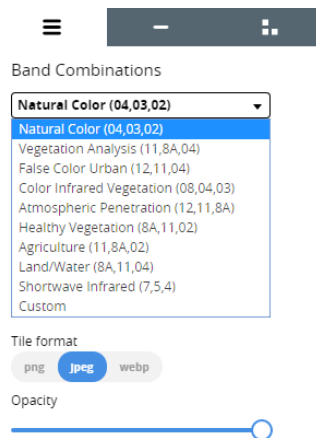 Band Combinations
Natural Color (04,03,02)
Natural Color (04,03,02)
Vegetation Analysis (11,8A,04)
False Color Urban (12,11,04)
Color Infrared Vegetation (08,04,03)
Atmospheric Penetration (12,11,8A)
Healthy Vegetation (8A,11,02)
Agriculture (11,8A,02)
Land/Water (8A,11,04)
Shortwave Infrared (7,5,4)
Custom
Tile format
png jpeg webp
Opacity